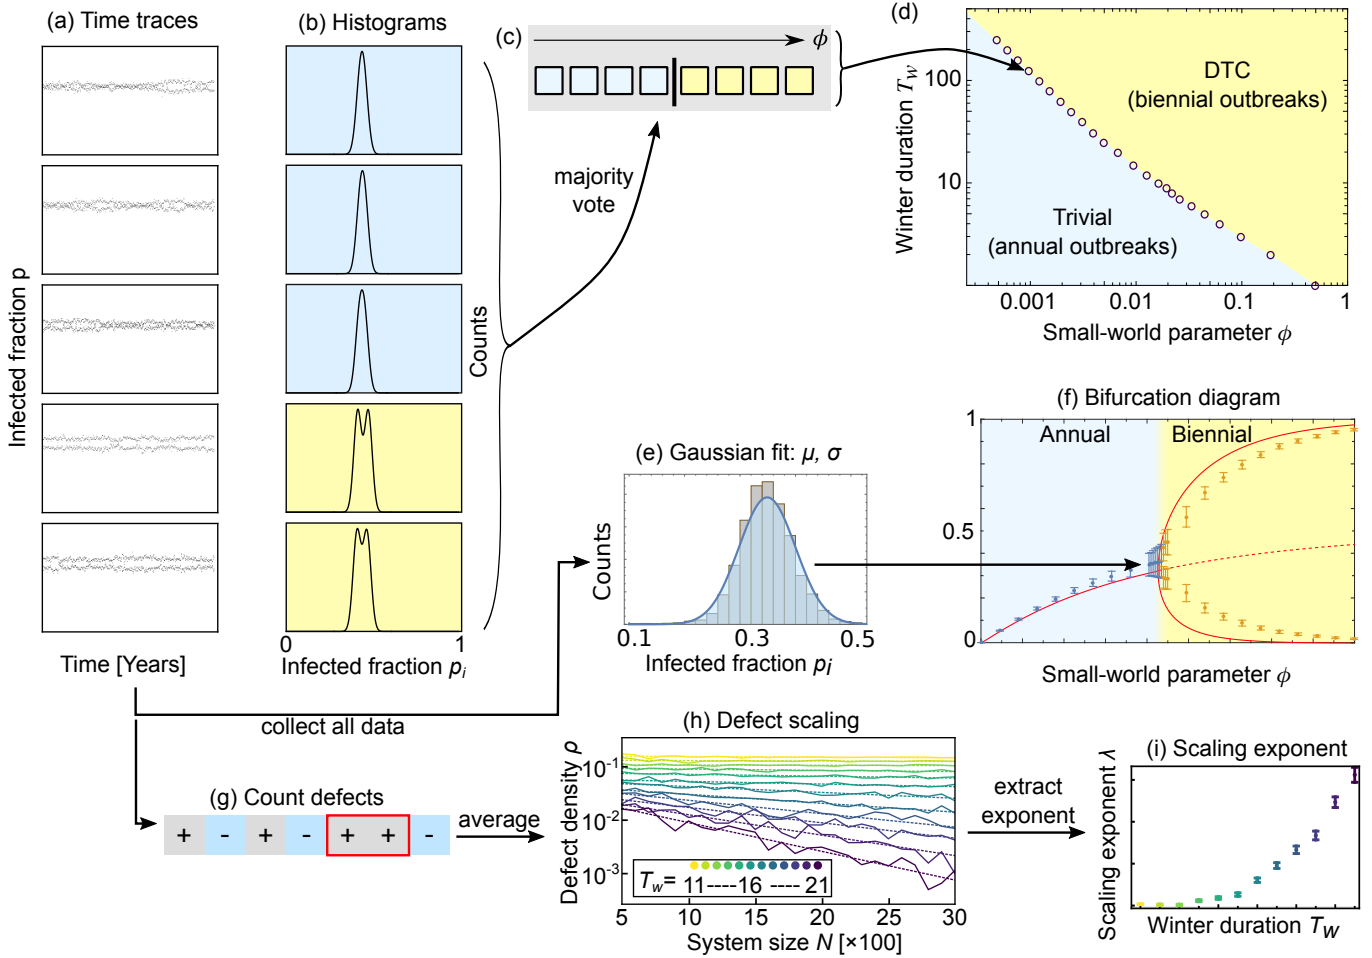 (a) Time traces
Infected fraction p
Time [Years]
(b) Histograms
Counts
0 1
Infected fraction pᵢ
(c)
ϕ
majority
vote
(d)
Winter duration T_w
100
10
DTC
(biennial outbreaks)
Trivial
(annual outbreaks)
0.001 0.01 0.1 1
Small-world parameter ϕ
(e) Gaussian fit: μ, σ
Counts
0.1 0.3 0.5
Infected fraction pᵢ
(f) Bifurcation diagram
1
0.5
0
Annual Biennial
Small-world parameter ϕ
collect all data
(g) Count defects
+ - + - + + -
average
(h) Defect scaling
Defect density ρ
10⁻¹
10⁻²
10⁻³
T_w= 11----16 ---- 21
5 10 15 20 25 30
System size N [×100]
extract
exponent
(i) Scaling exponent
Scaling exponent λ
Winter duration T_W